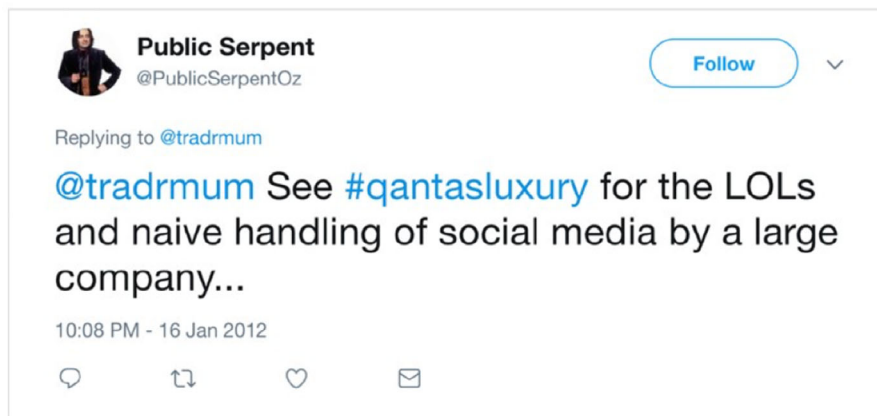 Public Serpent
@PublicSerpentOz
Follow
Replying to @tradrmum
@tradrmum See #qantasluxury for the LOLs
and naive handling of social media by a large
company...
10:08 PM - 16 Jan 2012